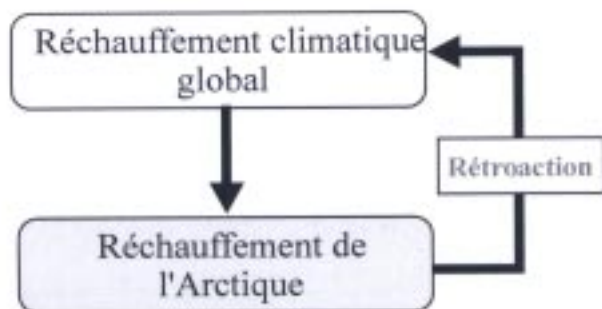 Réchauffement climatique
global
Rétroaction
Réchauffement de
l'Arctique